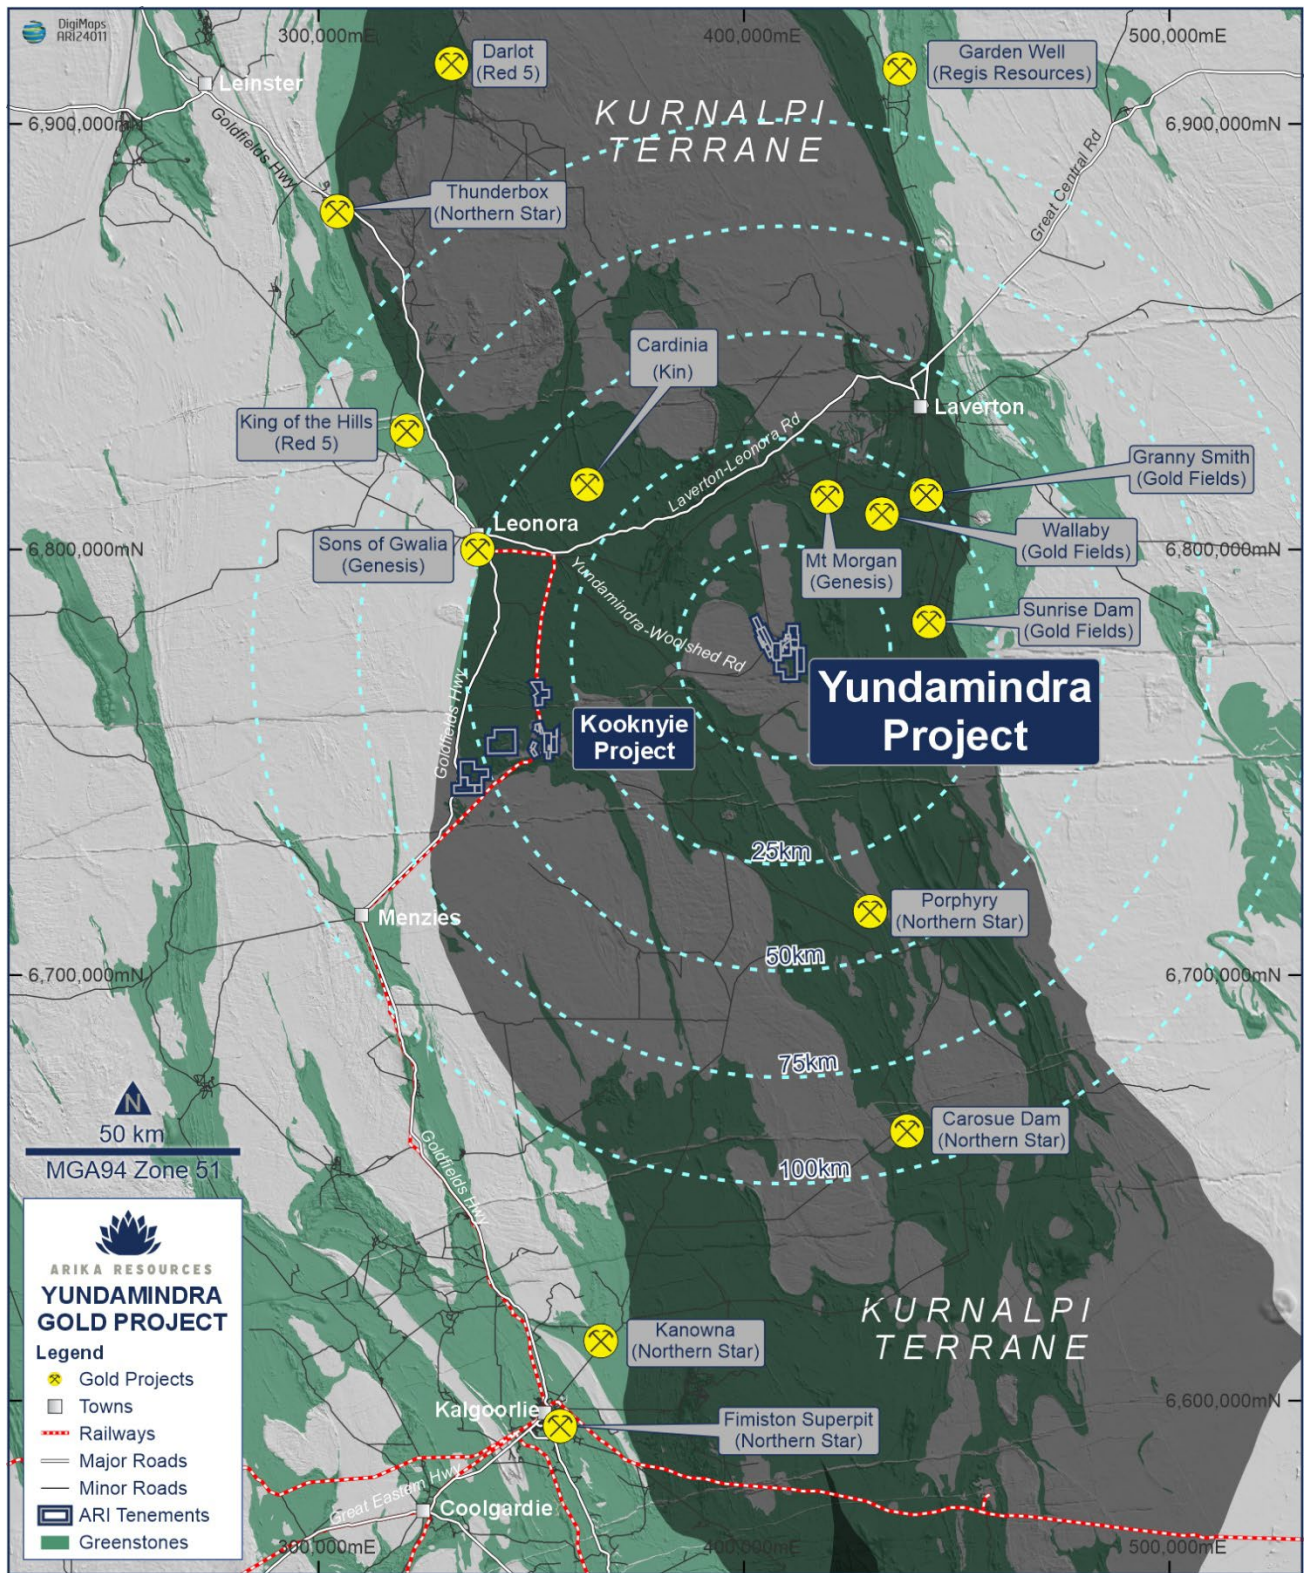 DigiMaps
ARI24011
300,000mE
400,000mE
500,000mE
Darlot
(Red 5)
Garden Well
(Regis Resources)
Leinster
KURNALPI
TERRANE
6,900,000mN
6,900,000mN
Goldfields Hwy
Great Central Rd
Thunderbox
(Northern Star)
Cardinia
(Kin)
Laverton
King of the Hills
(Red 5)
Laverton-Leonora Rd
Granny Smith
(Gold Fields)
Leonora
Wallaby
(Gold Fields)
Sons of Gwalia
(Genesis)
6,800,000mN
6,800,000mN
Mt Morgan
(Genesis)
Yundamindra-Woolshed Rd
Sunrise Dam
(Gold Fields)
Yundamindra
Project
Goldfields Hwy
Kooknyie
Project
25km
Porphyry
(Northern Star)
Menzies
50km
6,700,000mN
6,700,000mN
75km
N
50 km
MGA94 Zone 51
Carosue Dam
(Northern Star)
Goldfields Hwy
100km
ARIKA RESOURCES
YUNDAMINDRA
GOLD PROJECT
Legend
Gold Projects
Towns
Railways
Major Roads
Minor Roads
ARI Tenements
Greenstones
KURNALPI
TERRANE
Kanowna
(Northern Star)
6,600,000mN
Kalgoorlie
Fimiston Superpit
(Northern Star)
Great Eastern Hwy
Coolgardie
300,000mE
400,000mE
500,000mE